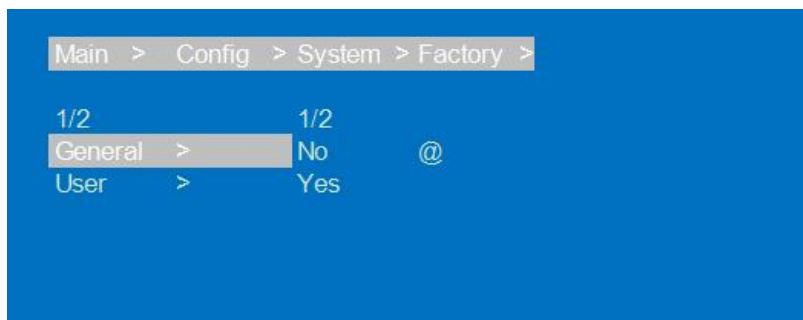 Main > Config > System > Factory >
1/2 1/2
General > No @
User > Yes